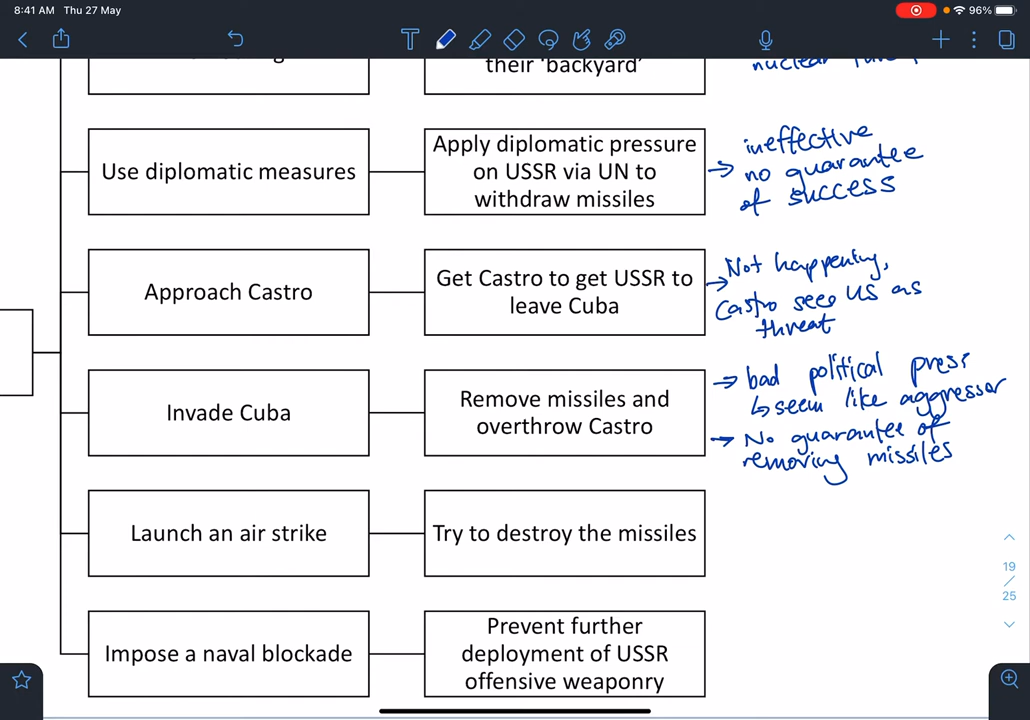 8:41 AM Thu 27 May
96%
their 'backyard'
nuclear
Use diplomatic measures
Apply diplomatic pressure
on USSR via UN to
withdraw missiles
→ ineffective
no guarantee
of success
Approach Castro
Get Castro to get USSR to
leave Cuba
→ Not happening,
Castro sees US as
threat
Invade Cuba
Remove missiles and
overthrow Castro
→ bad political press
↳ seem like aggressor
→ No guarantee of
removing missiles
Launch an air strike
Try to destroy the missiles
Impose a naval blockade
Prevent further
deployment of USSR
offensive weaponry
19
/
25